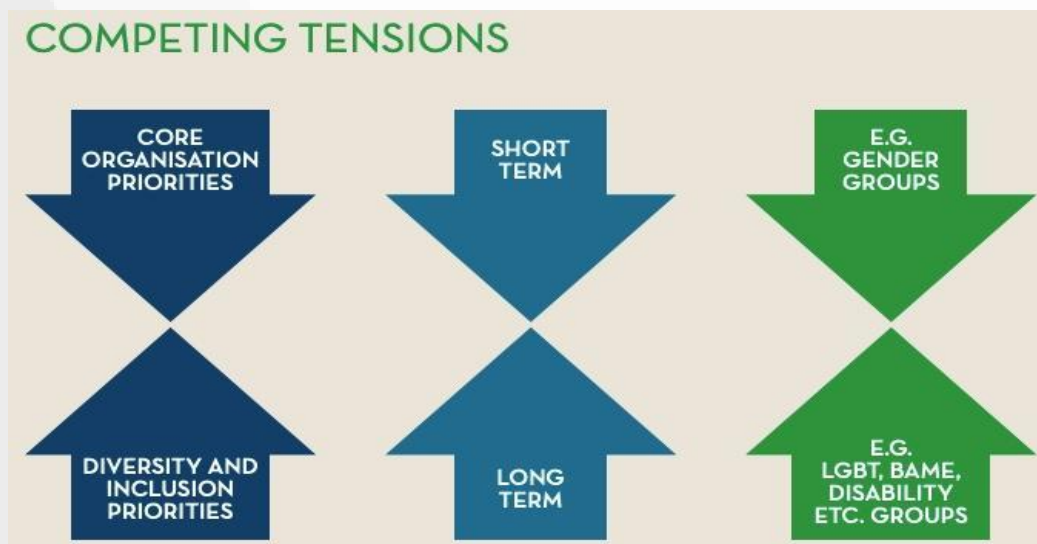 COMPETING TENSIONS
CORE
ORGANISATION
PRIORITIES
SHORT
TERM
E.G.
GENDER
GROUPS
DIVERSITY AND
INCLUSION
PRIORITIES
LONG
TERM
E.G.
LGBT, BAME,
DISABILITY
ETC. GROUPS